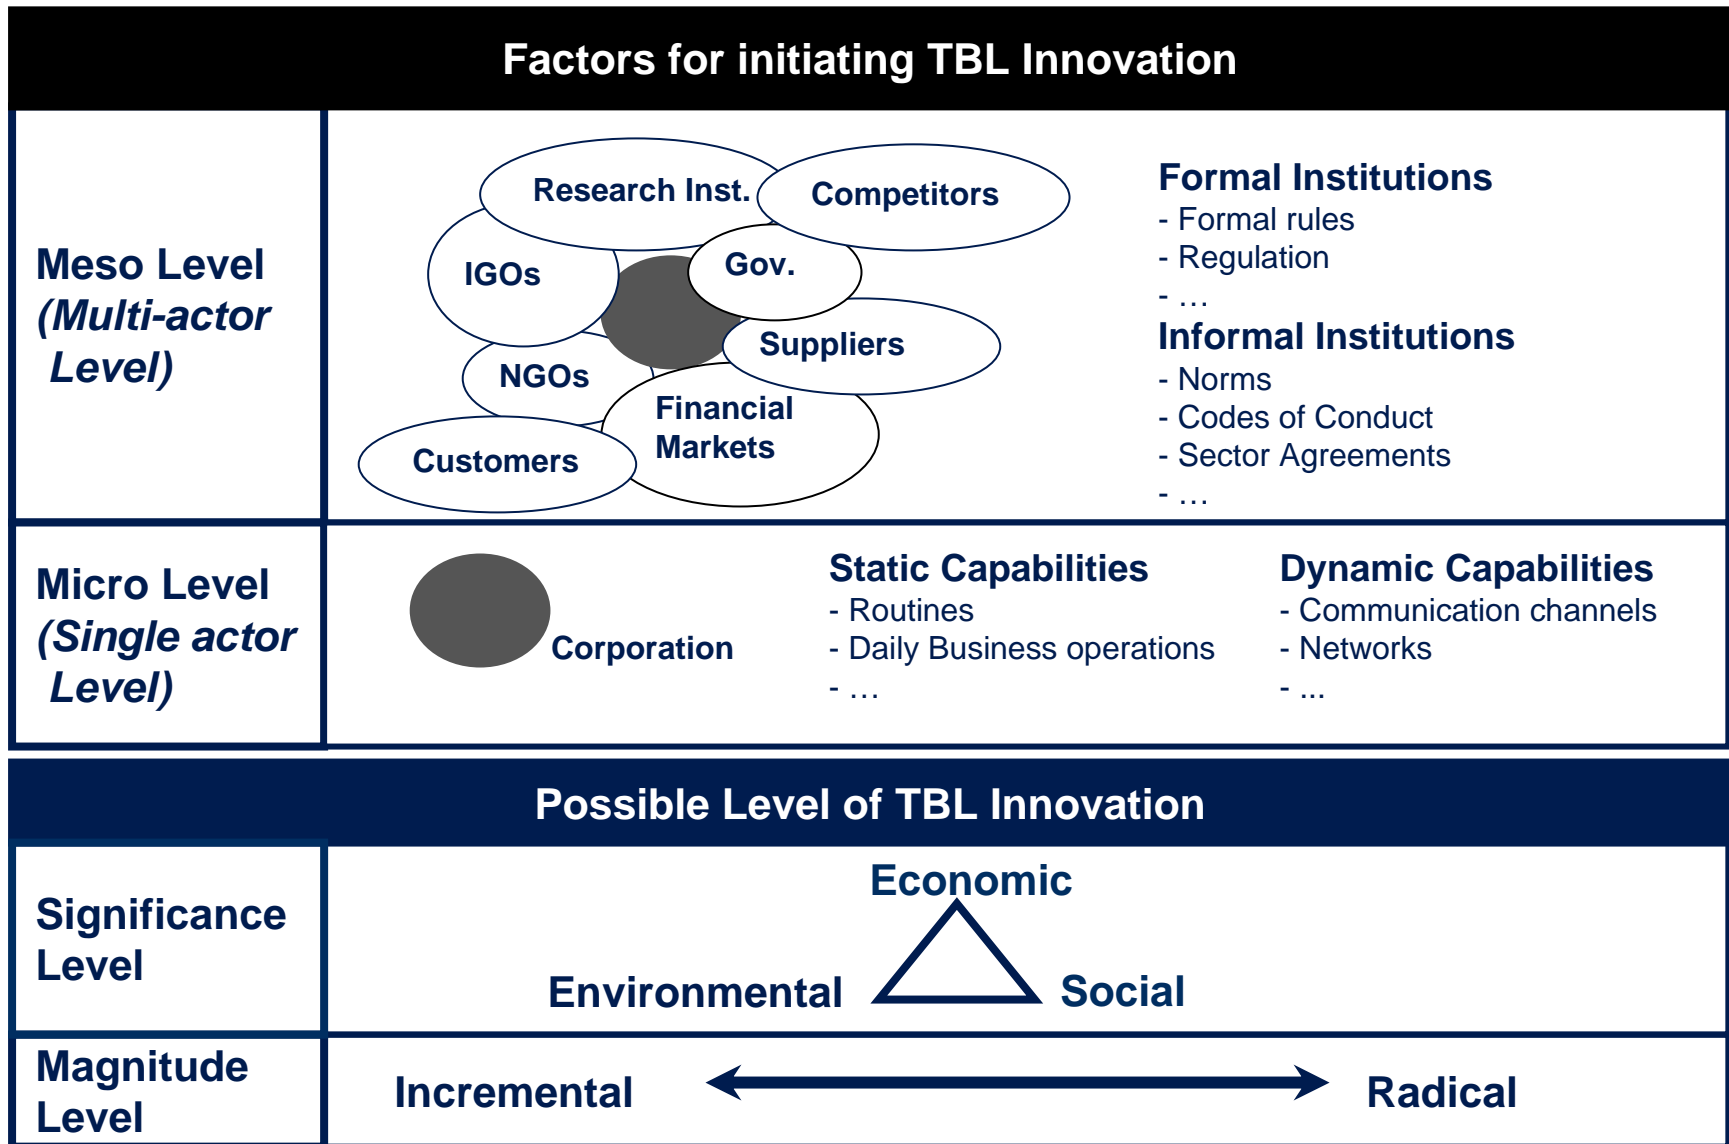 Factors for initiating TBL Innovation
Meso Level
(Multi-actor
Level)
Research Inst.
Competitors
IGOs
Gov.
Suppliers
NGOs
Financial
Markets
Customers
Formal Institutions
- Formal rules
- Regulation
- …
Informal Institutions
- Norms
- Codes of Conduct
- Sector Agreements
- …
Micro Level
(Single actor
Level)
Corporation
Static Capabilities
- Routines
- Daily Business operations
- …
Dynamic Capabilities
- Communication channels
- Networks
- ...
Possible Level of TBL Innovation
Significance
Level
Economic
Environmental
Social
Magnitude
Level
Incremental
Radical